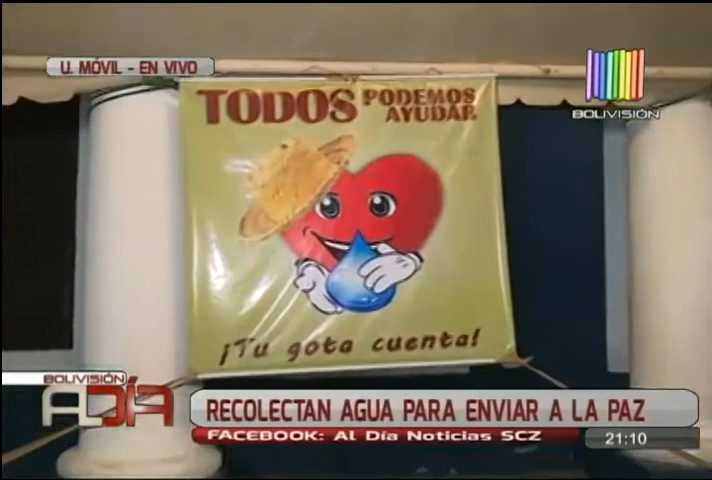 U. MÓVIL - EN VIVO
BOLIVISIÓN
TODOS PODEMOS
AYUDAR
¡Tu gota cuenta!
BOLIVISIÓN
AL DÍA
RECOLECTAN AGUA PARA ENVIAR A LA PAZ
FACEBOOK: Al Día Noticias SCZ
21:10